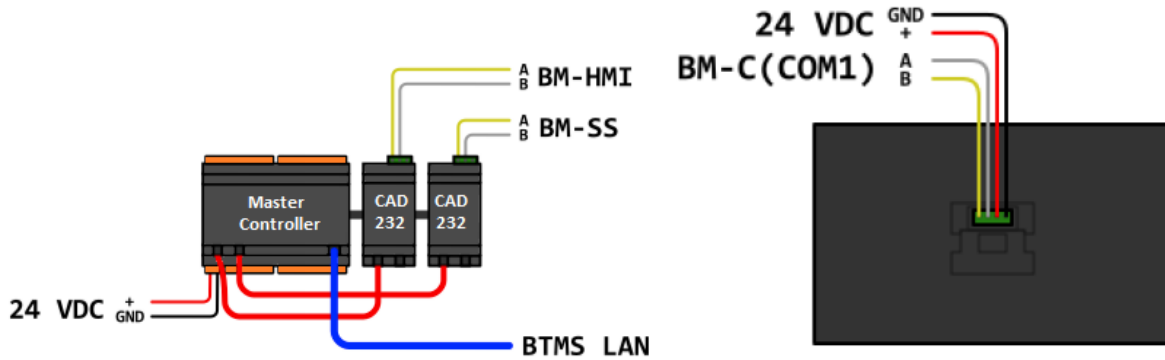 24 VDC GND
+
BM-C(COM1) A
B
A
B BM-HMI
A
B BM-SS
Master
Controller
CAD
232
CAD
232
24 VDC +
GND
BTMS LAN